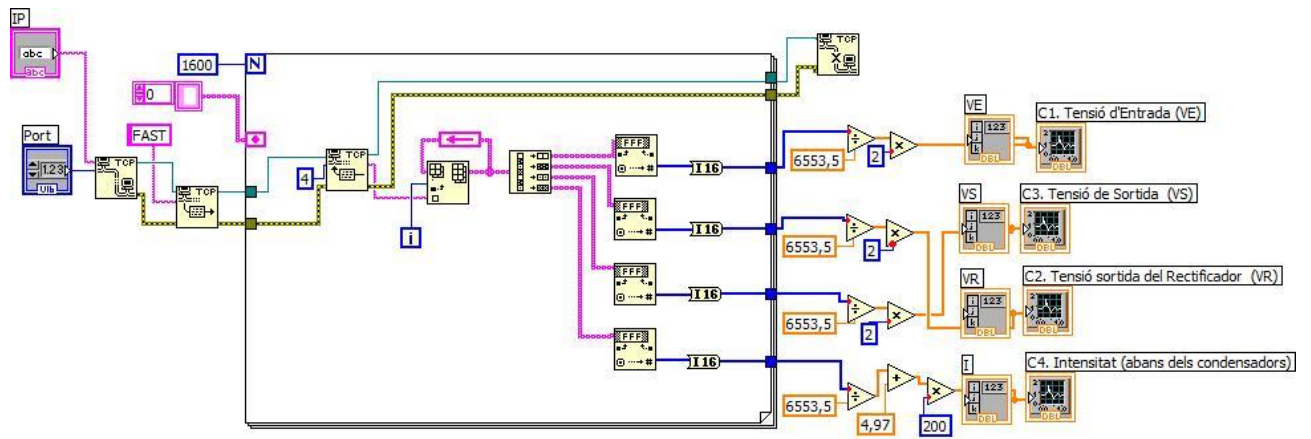 IP
abc
abc
Port
1.23
U16
TCP
FAST
TCP
1600
N
0
4
TCP
i
FFF
# 
I16
FFF
#
I16
FFF
#
I16
FFF
#
I16
TCP
6553,5
2
VE
123
DBL
C1. Tensió d'Entrada (VE)
6553,5
2
VS
123
DBL
C3. Tensió de Sortida (VS)
6553,5
2
VR
123
DBL
C2. Tensió sortida del Rectificador (VR)
6553,5
4,97
200
I
123
DBL
C4. Intensitat (abans dels condensadors)